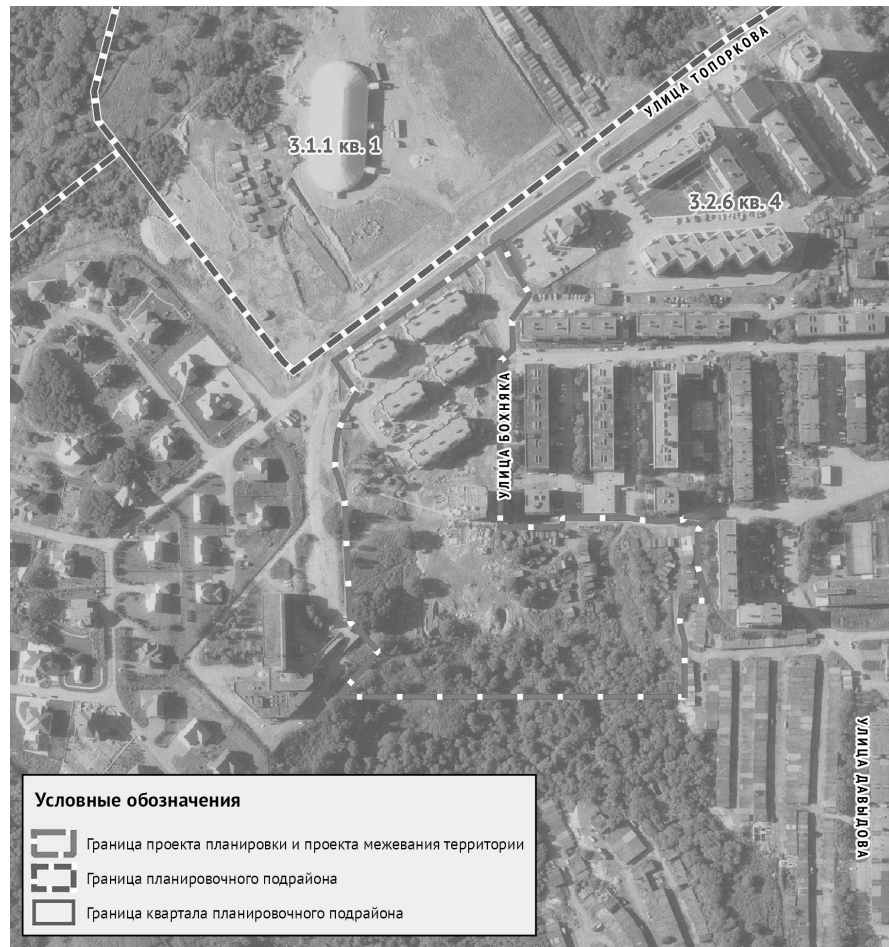 УЛИЦА ТОПОРКОВА
3.1.1 кв. 1
3.2.6 кв. 4
УЛИЦА БОХНЯКА
УЛИЦА ДАВЫДОВА
Условные обозначения
Граница проекта планировки и проекта межевания территории
Граница планировочного подрайона
Граница квартала планировочного подрайона